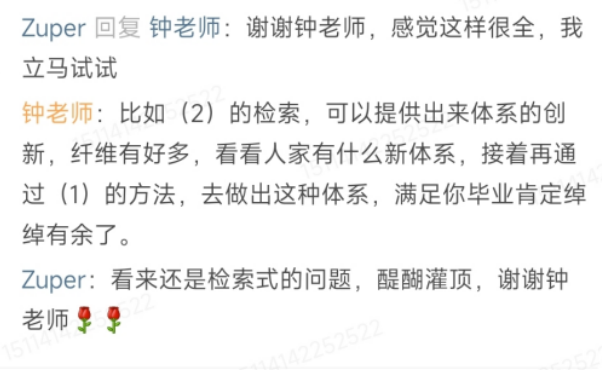 Zuper 回复 钟老师：谢谢钟老师，感觉这样很全，我
立马试试
钟老师：比如（2）的检索，可以提供出来体系的创
新，纤维有好多，看看人家有什么新体系，接着再通
过（1）的方法，去做出这种体系，满足你毕业肯定绰
绰有余了。
Zuper：看来还是检索式的问题，醍醐灌顶，谢谢钟
老师🌹🌹
15114142252522
15114142252522